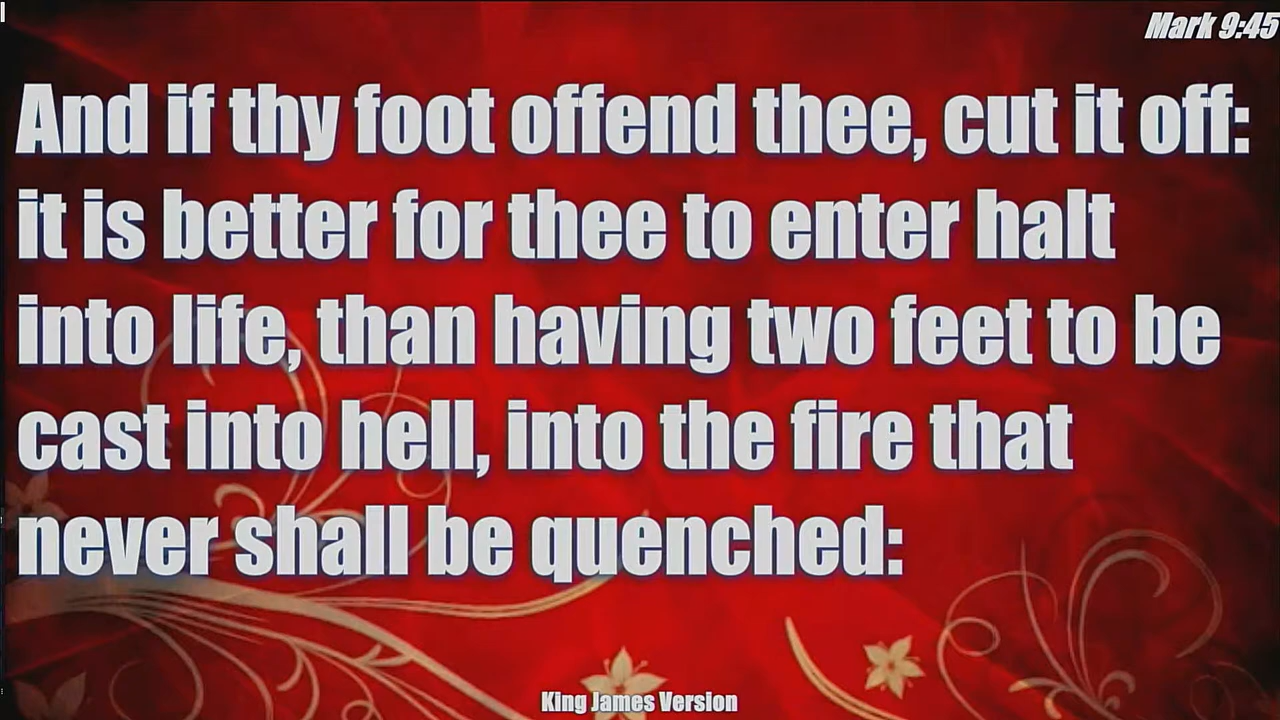 Mark 9:45
And if thy foot offend thee, cut it off:
it is better for thee to enter halt
into life, than having two feet to be
cast into hell, into the fire that
never shall be quenched:
King James Version